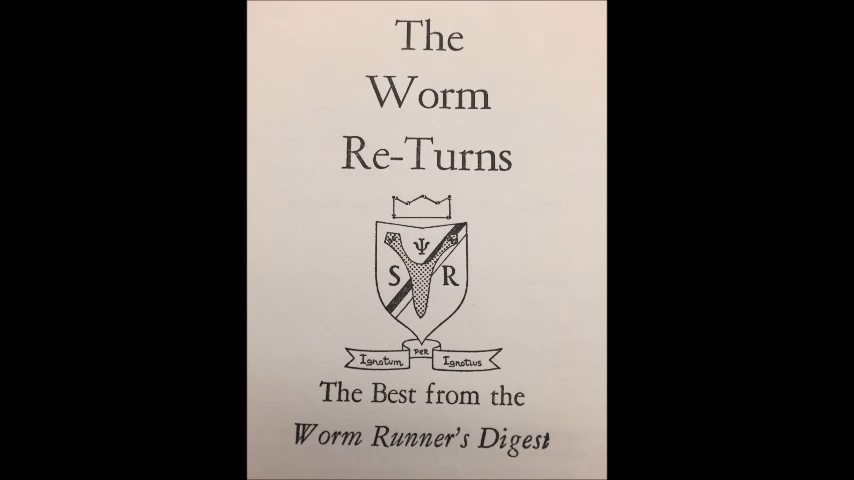 The
Worm
Re-Turns
Ψ
S R
Ignotum PER Ignotius
The Best from the
Worm Runner's Digest